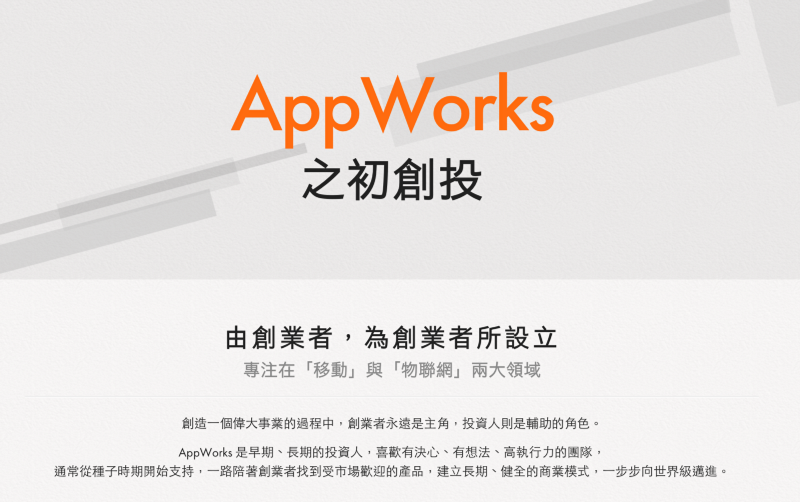 AppWorks
之初創投
由創業者，為創業者所設立
專注在「移動」與「物聯網」兩大領域
創造一個偉大事業的過程中，創業者永遠是主角，投資人則是輔助的角色。
AppWorks 是早期、長期的投資人，喜歡有決心、有想法、高執行力的團隊，
通常從種子時期開始支持，一路陪著創業者找到受市場歡迎的產品，建立長期、健全的商業模式，一步步向世界級邁進。